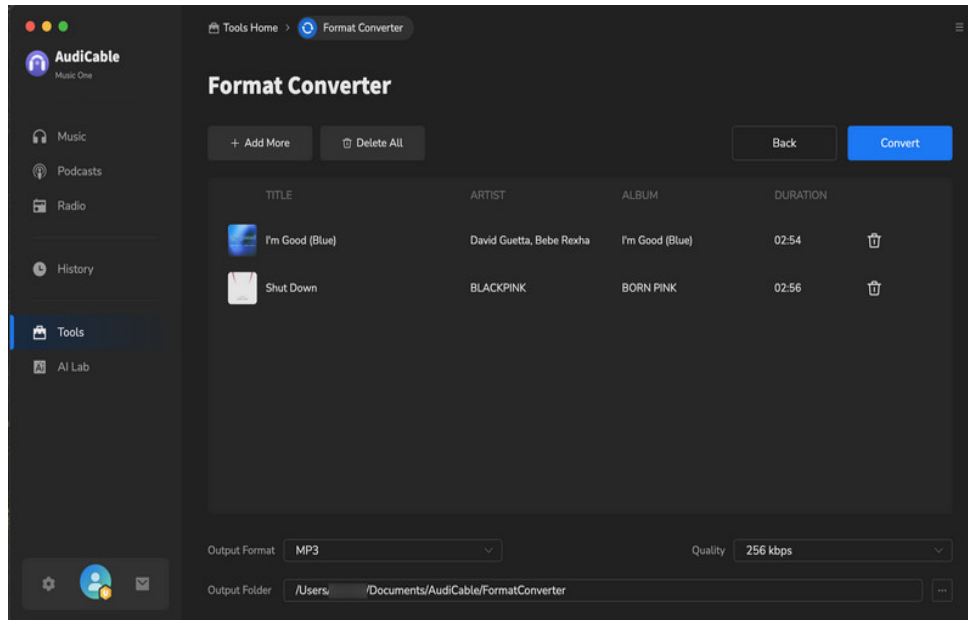 Tools Home > Format Converter
AudiCable
Music One
Format Converter
Music
Podcasts
Radio
History
Tools
AI Lab
+ Add More
Delete All
Back
Convert
TITLE ARTIST ALBUM DURATION
I'm Good (Blue) David Guetta, Bebe Rexha I'm Good (Blue) 02:54
Shut Down BLACKPINK BORN PINK 02:56
Output Format MP3 Quality 256 kbps
Output Folder /Users/ /Documents/AudiCable/FormatConverter ...